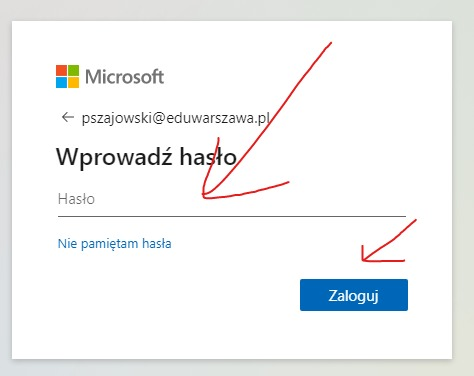 Microsoft
← pszajowski@eduwarszawa.pl
Wprowadź hasło
Hasło
Nie pamiętam hasła
Zaloguj